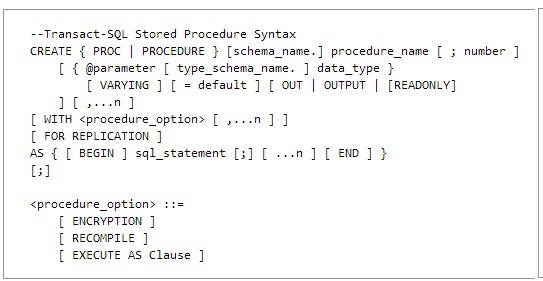 --Transact-SQL Stored Procedure Syntax
CREATE { PROC | PROCEDURE } [schema_name.] procedure_name [ ; number ]
    [ { @parameter [ type_schema_name. ] data_type }
        [ VARYING ] [ = default ] [ OUT | OUTPUT | [READONLY]
    ] [ ,...n ]
[ WITH <procedure_option> [ ,...n ] ]
[ FOR REPLICATION ]
AS { [ BEGIN ] sql_statement [;] [ ...n ] [ END ] }
[;]

<procedure_option> ::=
    [ ENCRYPTION ]
    [ RECOMPILE ]
    [ EXECUTE AS Clause ]